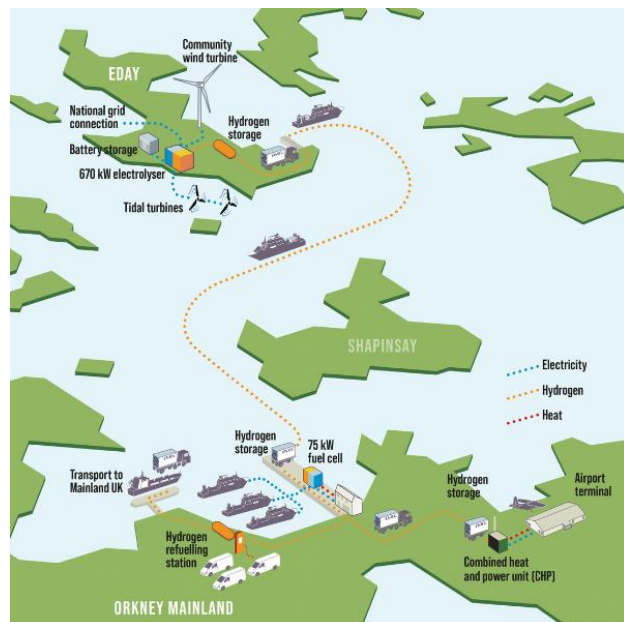 Community
wind turbine
EDAY
National grid
connection
Hydrogen
storage
Battery storage
670 kW electrolyser
Tidal turbines
SHAPINSAY
Electricity
Hydrogen
Heat
Hydrogen
storage
75 kW
fuel cell
Transport to
Mainland UK
Hydrogen
storage
Airport
terminal
Hydrogen
refuelling
station
Combined heat
and power unit (CHP)
ORKNEY MAINLAND